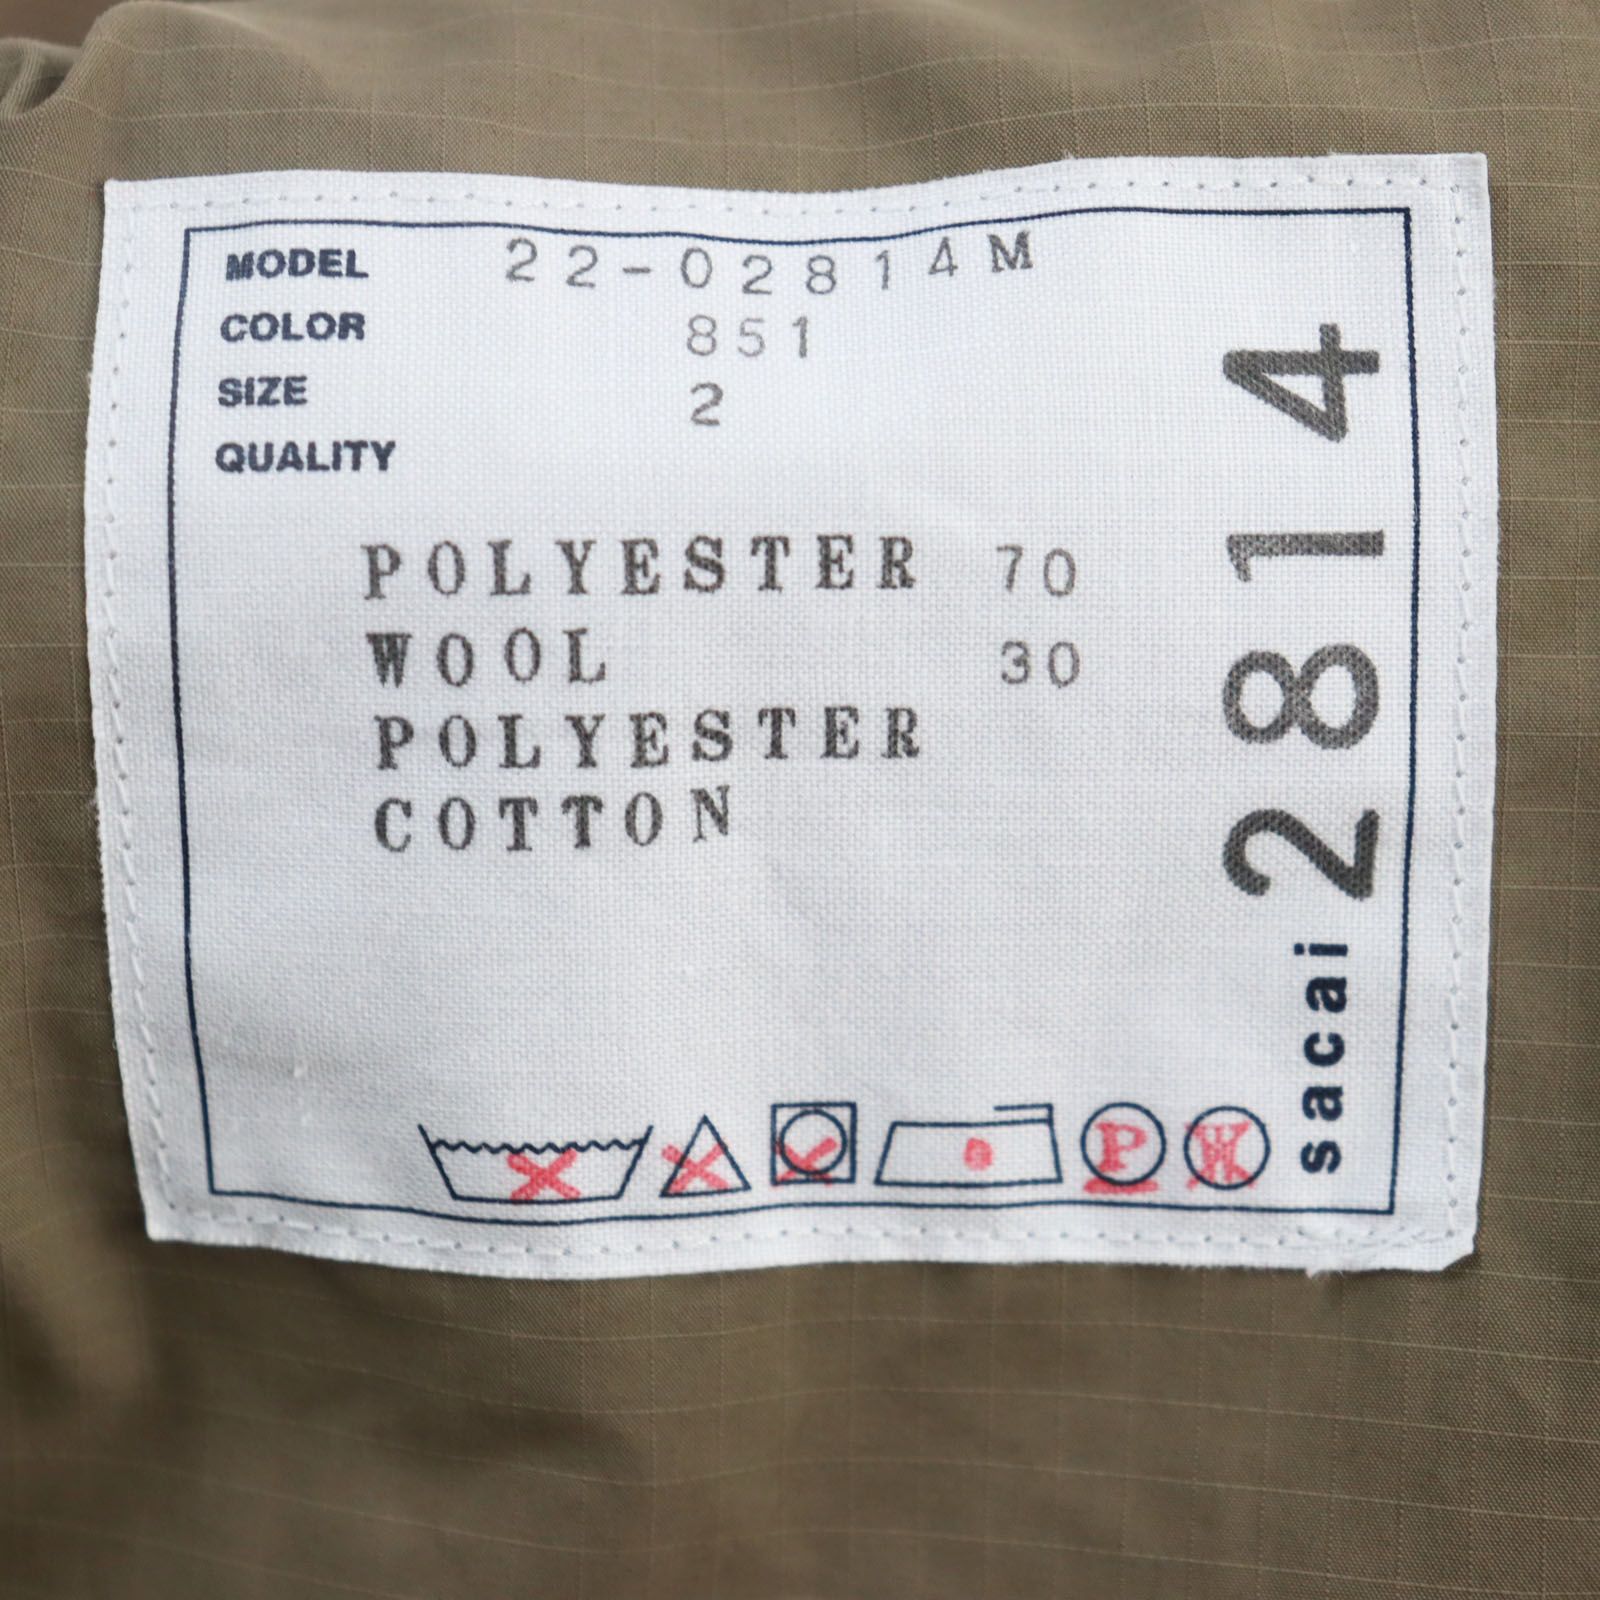 MODEL 22-02814M
COLOR 851
SIZE 2
QUALITY
POLYESTER 70
WOOL 30
POLYESTER
COTTON
P W
sacai 2814